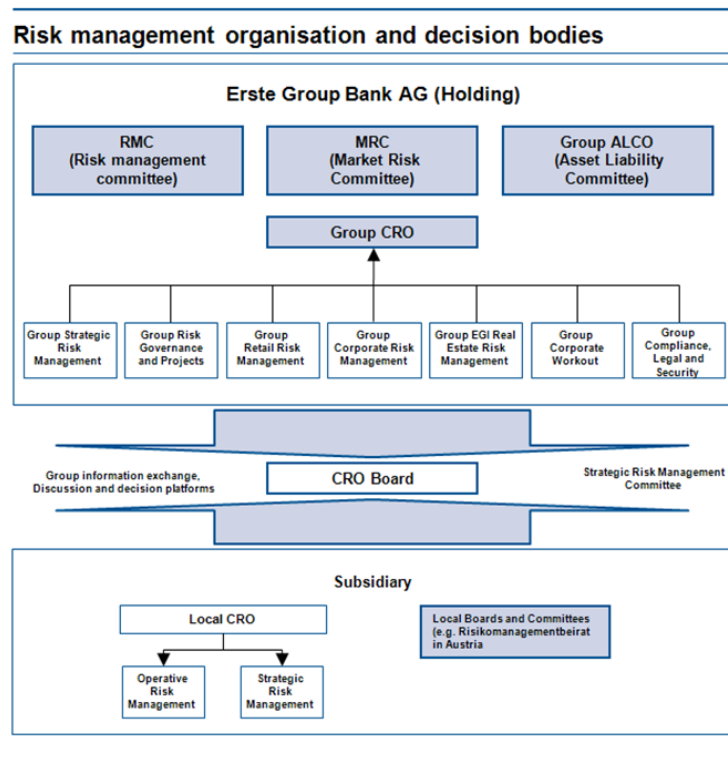 Risk management organisation and decision bodies
Erste Group Bank AG (Holding)
RMC
(Risk management
committee)
MRC
(Market Risk
Committee)
Group ALCO
(Asset Liability
Committee)
Group CRO
Group Strategic
Risk
Management
Group Risk
Governance
and Projects
Group
Retail Risk
Management
Group
Corporate Risk
Management
Group EGI Real
Estate Risk
Management
Group
Corporate
Workout
Group
Compliance,
Legal and
Security
Group information exchange,
Discussion and decision platforms
CRO Board
Strategic Risk Management
Committee
Subsidiary
Local CRO
Operative
Risk
Management
Strategic
Risk
Management
Local Boards and Committees
(e.g. Risikomanagementbeirat
in Austria